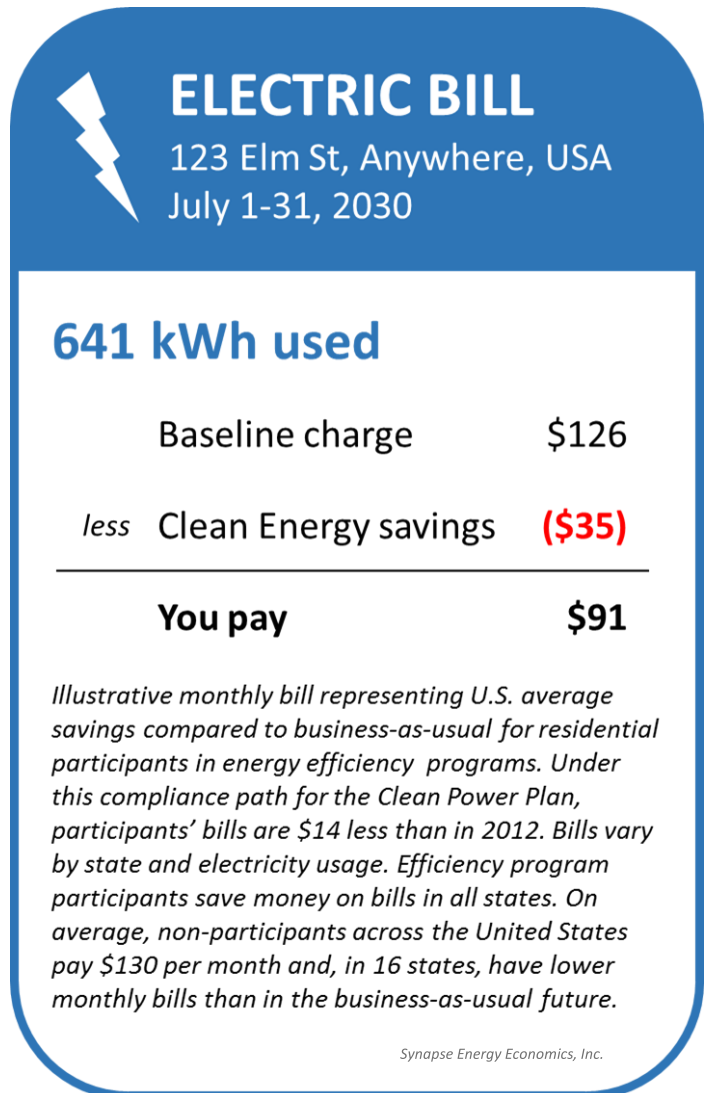 ELECTRIC BILL
123 Elm St, Anywhere, USA
July 1-31, 2030
641 kWh used
Baseline charge $126
less Clean Energy savings ($35)
You pay $91
Illustrative monthly bill representing U.S. average
savings compared to business-as-usual for residential
participants in energy efficiency programs. Under
this compliance path for the Clean Power Plan,
participants’ bills are $14 less than in 2012. Bills vary
by state and electricity usage. Efficiency program
participants save money on bills in all states. On
average, non-participants across the United States
pay $130 per month and, in 16 states, have lower
monthly bills than in the business-as-usual future.
Synapse Energy Economics, Inc.